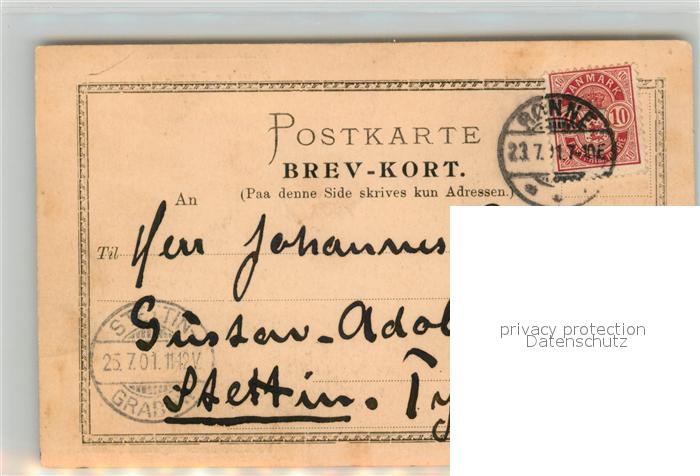 DANMARK
10
RØNNE
23.7.01.7-10E
POSTKARTE
BREV-KORT.
(Paa denne Side skrives kun Adressen.)
An
Til Herr Johannes
Gustav-Adol
STETTIN
25.7.01.11-12V.
GRABOW
Stettin.
privacy protection
Datenschutz